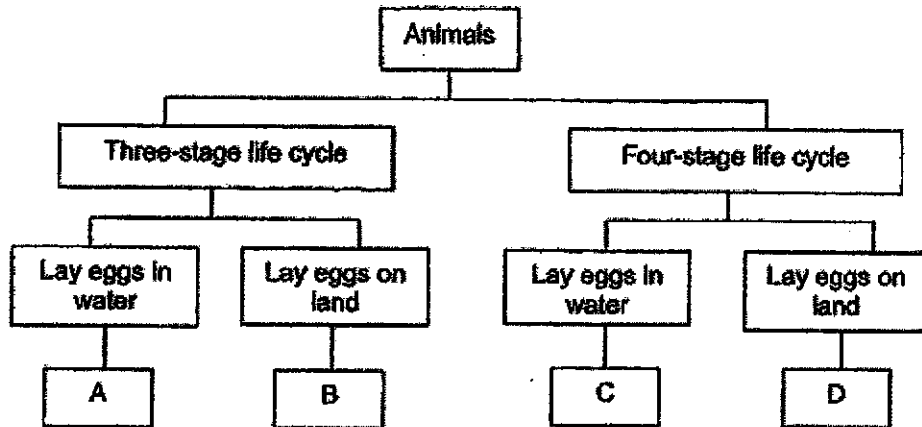 Animals
Three-stage life cycle
Four-stage life cycle
Lay eggs in
water
Lay eggs on
land
Lay eggs in
water
Lay eggs on
land
A
B
C
D